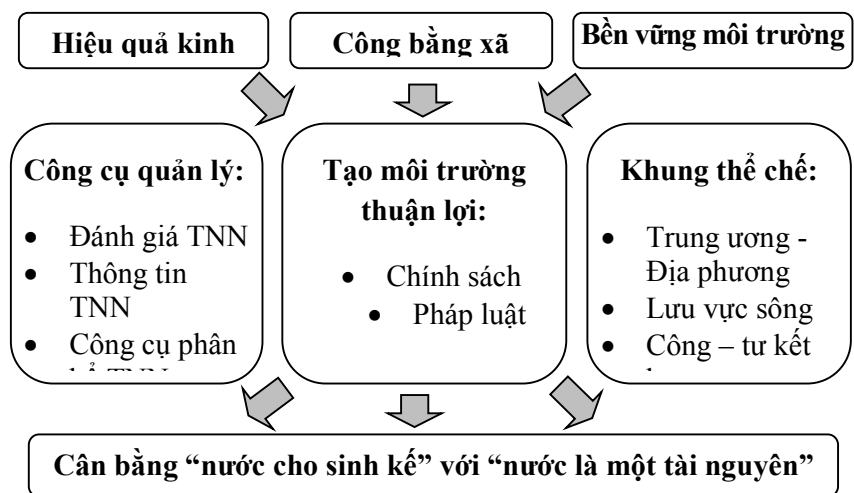 Hiệu quả kinh
Công bằng xã
Bền vững môi trường
Công cụ quản lý:
• Đánh giá TNN
• Thông tin
TNN
• Công cụ phân
Tạo môi trường
thuận lợi:
• Chính sách
• Pháp luật
Khung thể chế:
• Trung ương -
Địa phương
• Lưu vực sông
• Công – tư kết
Cân bằng “nước cho sinh kế” với “nước là một tài nguyên”